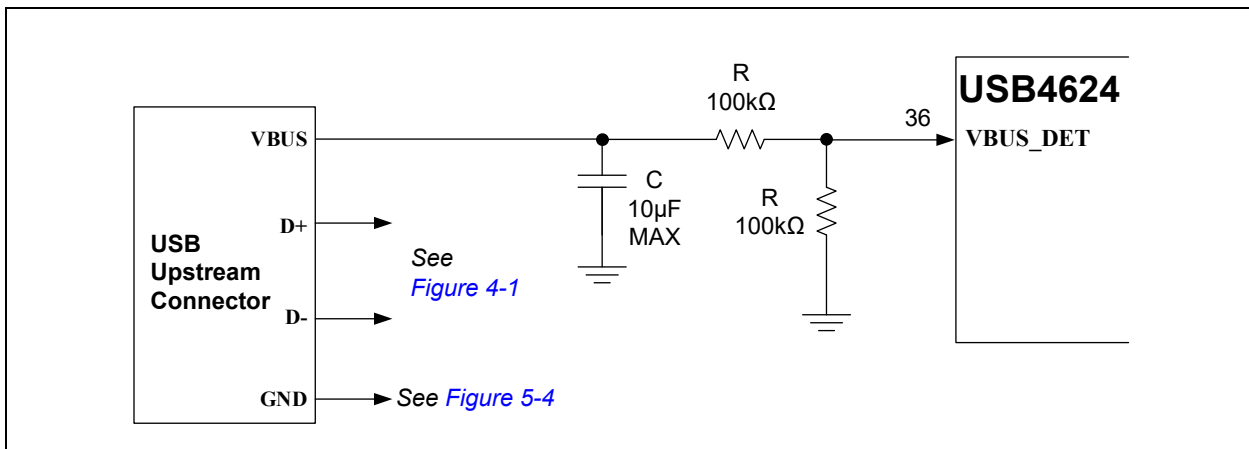 R
100kΩ
USB4624
VBUS
36
VBUS_DET
C
10µF
MAX
R
100kΩ
D+
USB
Upstream
Connector
See
Figure 4-1
D-
GND
See Figure 5-4